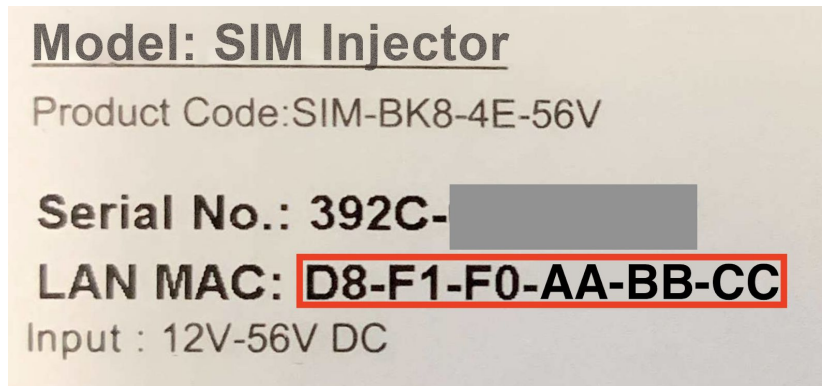 Model: SIM Injector
Product Code:SIM-BK8-4E-56V
Serial No.: 392C-
LAN MAC: D8-F1-F0-AA-BB-CC
Input : 12V-56V DC